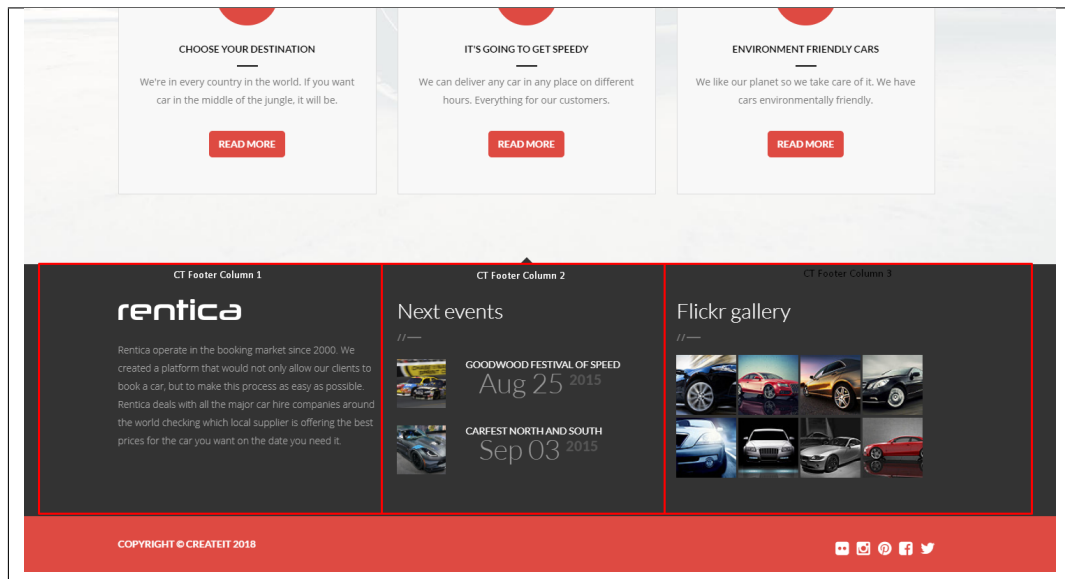 CHOOSE YOUR DESTINATION
We're in every country in the world. If you want
car in the middle of the jungle, it will be.
READ MORE
IT'S GOING TO GET SPEEDY
We can deliver any car in any place on different
hours. Everything for our customers.
READ MORE
ENVIRONMENT FRIENDLY CARS
We like our planet so we take care of it. We have
cars environmentally friendly.
READ MORE
CT Footer Column 1
rentica
Rentica operate in the booking market since 2000. We
created a platform that would not only allow our clients to
book a car, but to make this process as easy as possible.
Rentica deals with all the major car hire companies around
the world checking which local supplier is offering the best
prices for the car you want on the date you need it.
CT Footer Column 2
Next events
//—
GOODWOOD FESTIVAL OF SPEED
Aug 25 2015
CARFEST NORTH AND SOUTH
Sep 03 2015
CT Footer Column 3
Flickr gallery
//—
COPYRIGHT © CREATEIT 2018